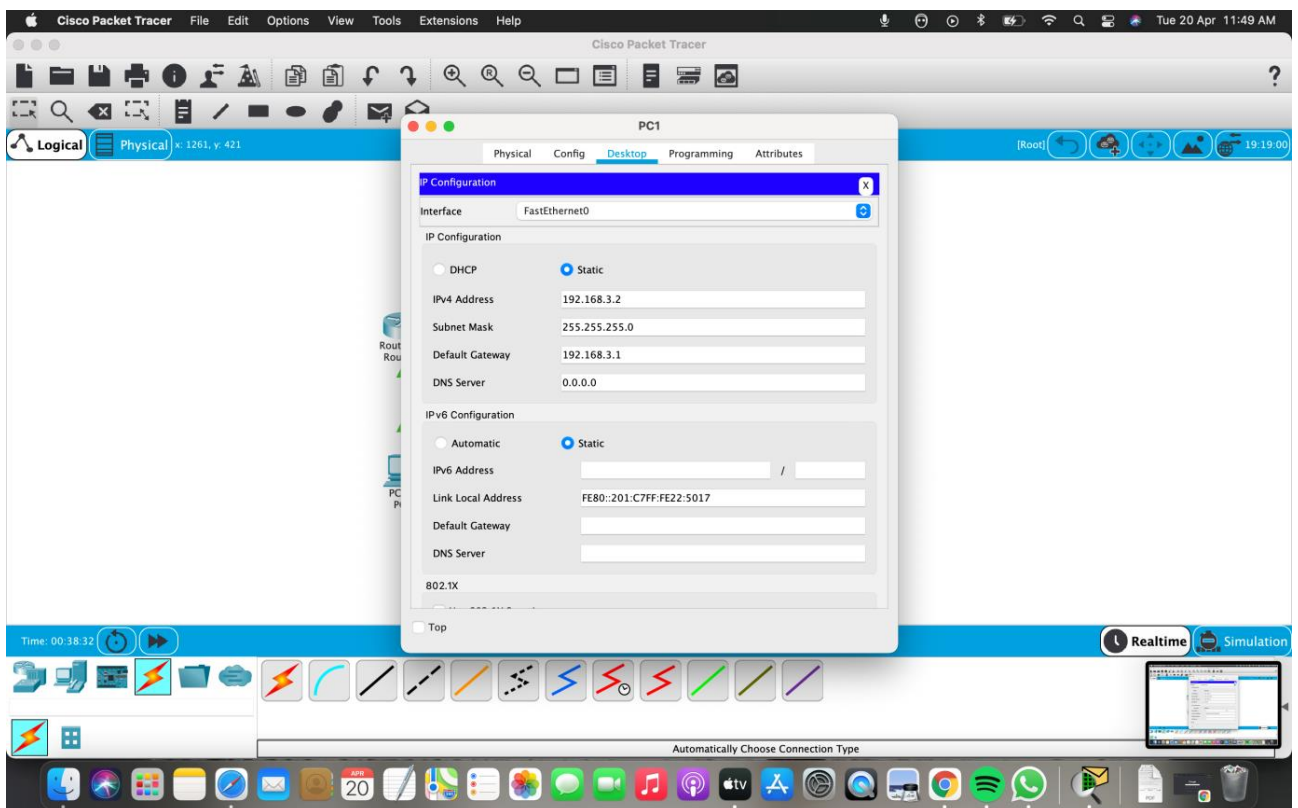 Cisco Packet Tracer File Edit Options View Tools Extensions Help Tue 20 Apr 11:49 AM
Cisco Packet Tracer
?
Logical Physical x: 1261, y: 421 [Root] 19:19:00
PC1
Physical Config Desktop Programming Attributes
IP Configuration X
Interface FastEthernet0
IP Configuration
DHCP Static
IPv4 Address 192.168.3.2
Subnet Mask 255.255.255.0
Default Gateway 192.168.3.1
DNS Server 0.0.0.0
IPv6 Configuration
Automatic Static
IPv6 Address /
Link Local Address FE80::201:C7FF:FE22:5017
Default Gateway
DNS Server
802.1X
Top
Rout
Rou
PC
Time: 00:38:32 Realtime Simulation
Automatically Choose Connection Type
APR
20
tv